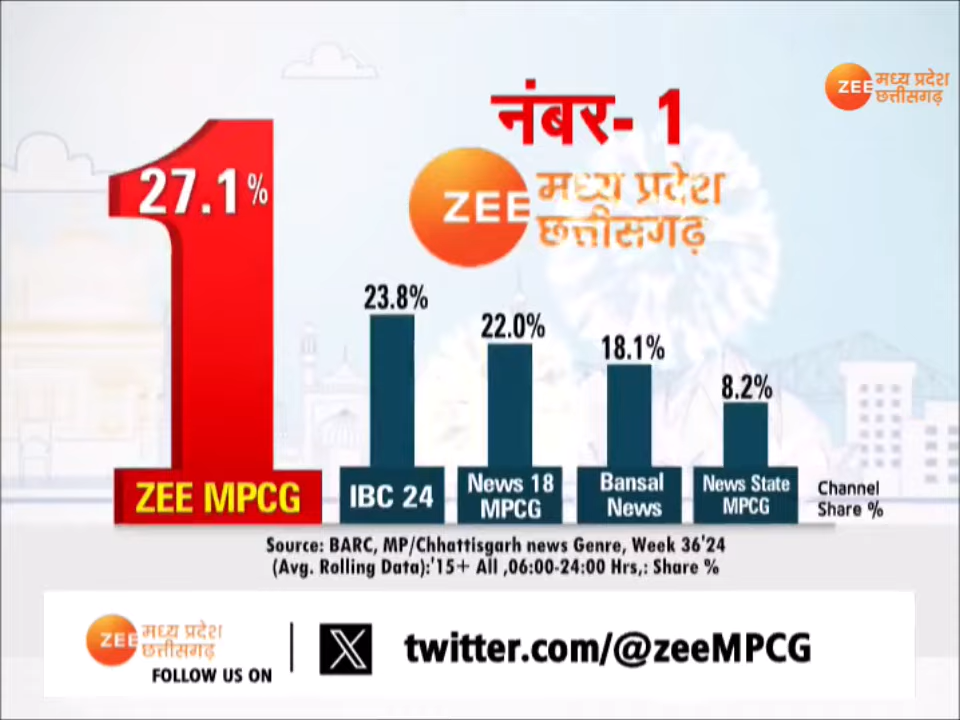 ZEE मध्य प्रदेश
छत्तीसगढ़
नंबर- 1
ZEE मध्य प्रदेश
छत्तीसगढ़
27.1%
23.8%
22.0%
18.1%
8.2%
ZEE MPCG
IBC 24
News 18
MPCG
Bansal
News
News State
MPCG
Channel
Share %
Source: BARC, MP/Chhattisgarh news Genre, Week 36'24
(Avg. Rolling Data):'15+ All ,06:00-24:00 Hrs,: Share %
ZEE मध्य प्रदेश
छत्तीसगढ़
FOLLOW US ON
X
twitter.com/@zeeMPCG